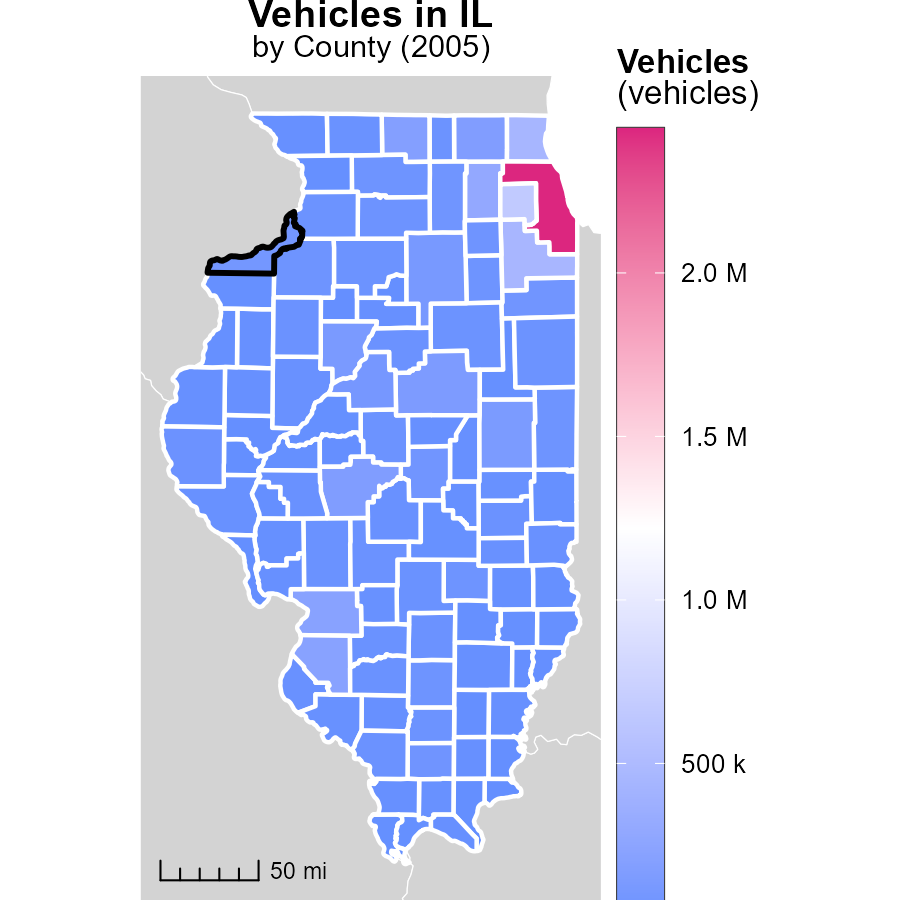 Vehicles in IL
by County (2005)
Vehicles
(vehicles)
2.0 M
1.5 M
1.0 M
500 k
50 mi